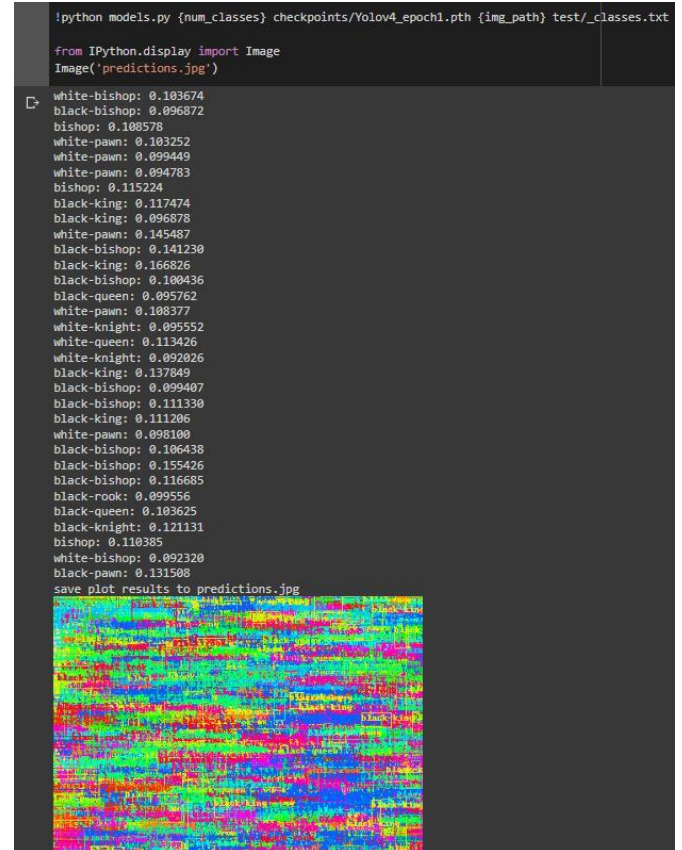 !python models.py {num_classes} checkpoints/Yolov4_epoch1.pth {img_path} test/_classes.txt
from IPython.display import Image
Image('predictions.jpg')
white-bishop: 0.103674
black-bishop: 0.096872
bishop: 0.108578
white-pawn: 0.103252
white-pawn: 0.099449
white-pawn: 0.094783
bishop: 0.115224
black-king: 0.117474
black-king: 0.096878
white-pawn: 0.145487
black-bishop: 0.141230
black-king: 0.166826
black-bishop: 0.100436
black-queen: 0.095762
white-pawn: 0.108377
white-knight: 0.095552
white-queen: 0.113426
white-knight: 0.092026
black-king: 0.137849
black-bishop: 0.099407
black-bishop: 0.111330
black-king: 0.111206
white-pawn: 0.098100
black-bishop: 0.106438
black-bishop: 0.155426
black-bishop: 0.116685
black-rook: 0.099556
black-queen: 0.103625
black-knight: 0.121131
bishop: 0.110385
white-bishop: 0.092320
black-pawn: 0.131508
save plot results to predictions.jpg